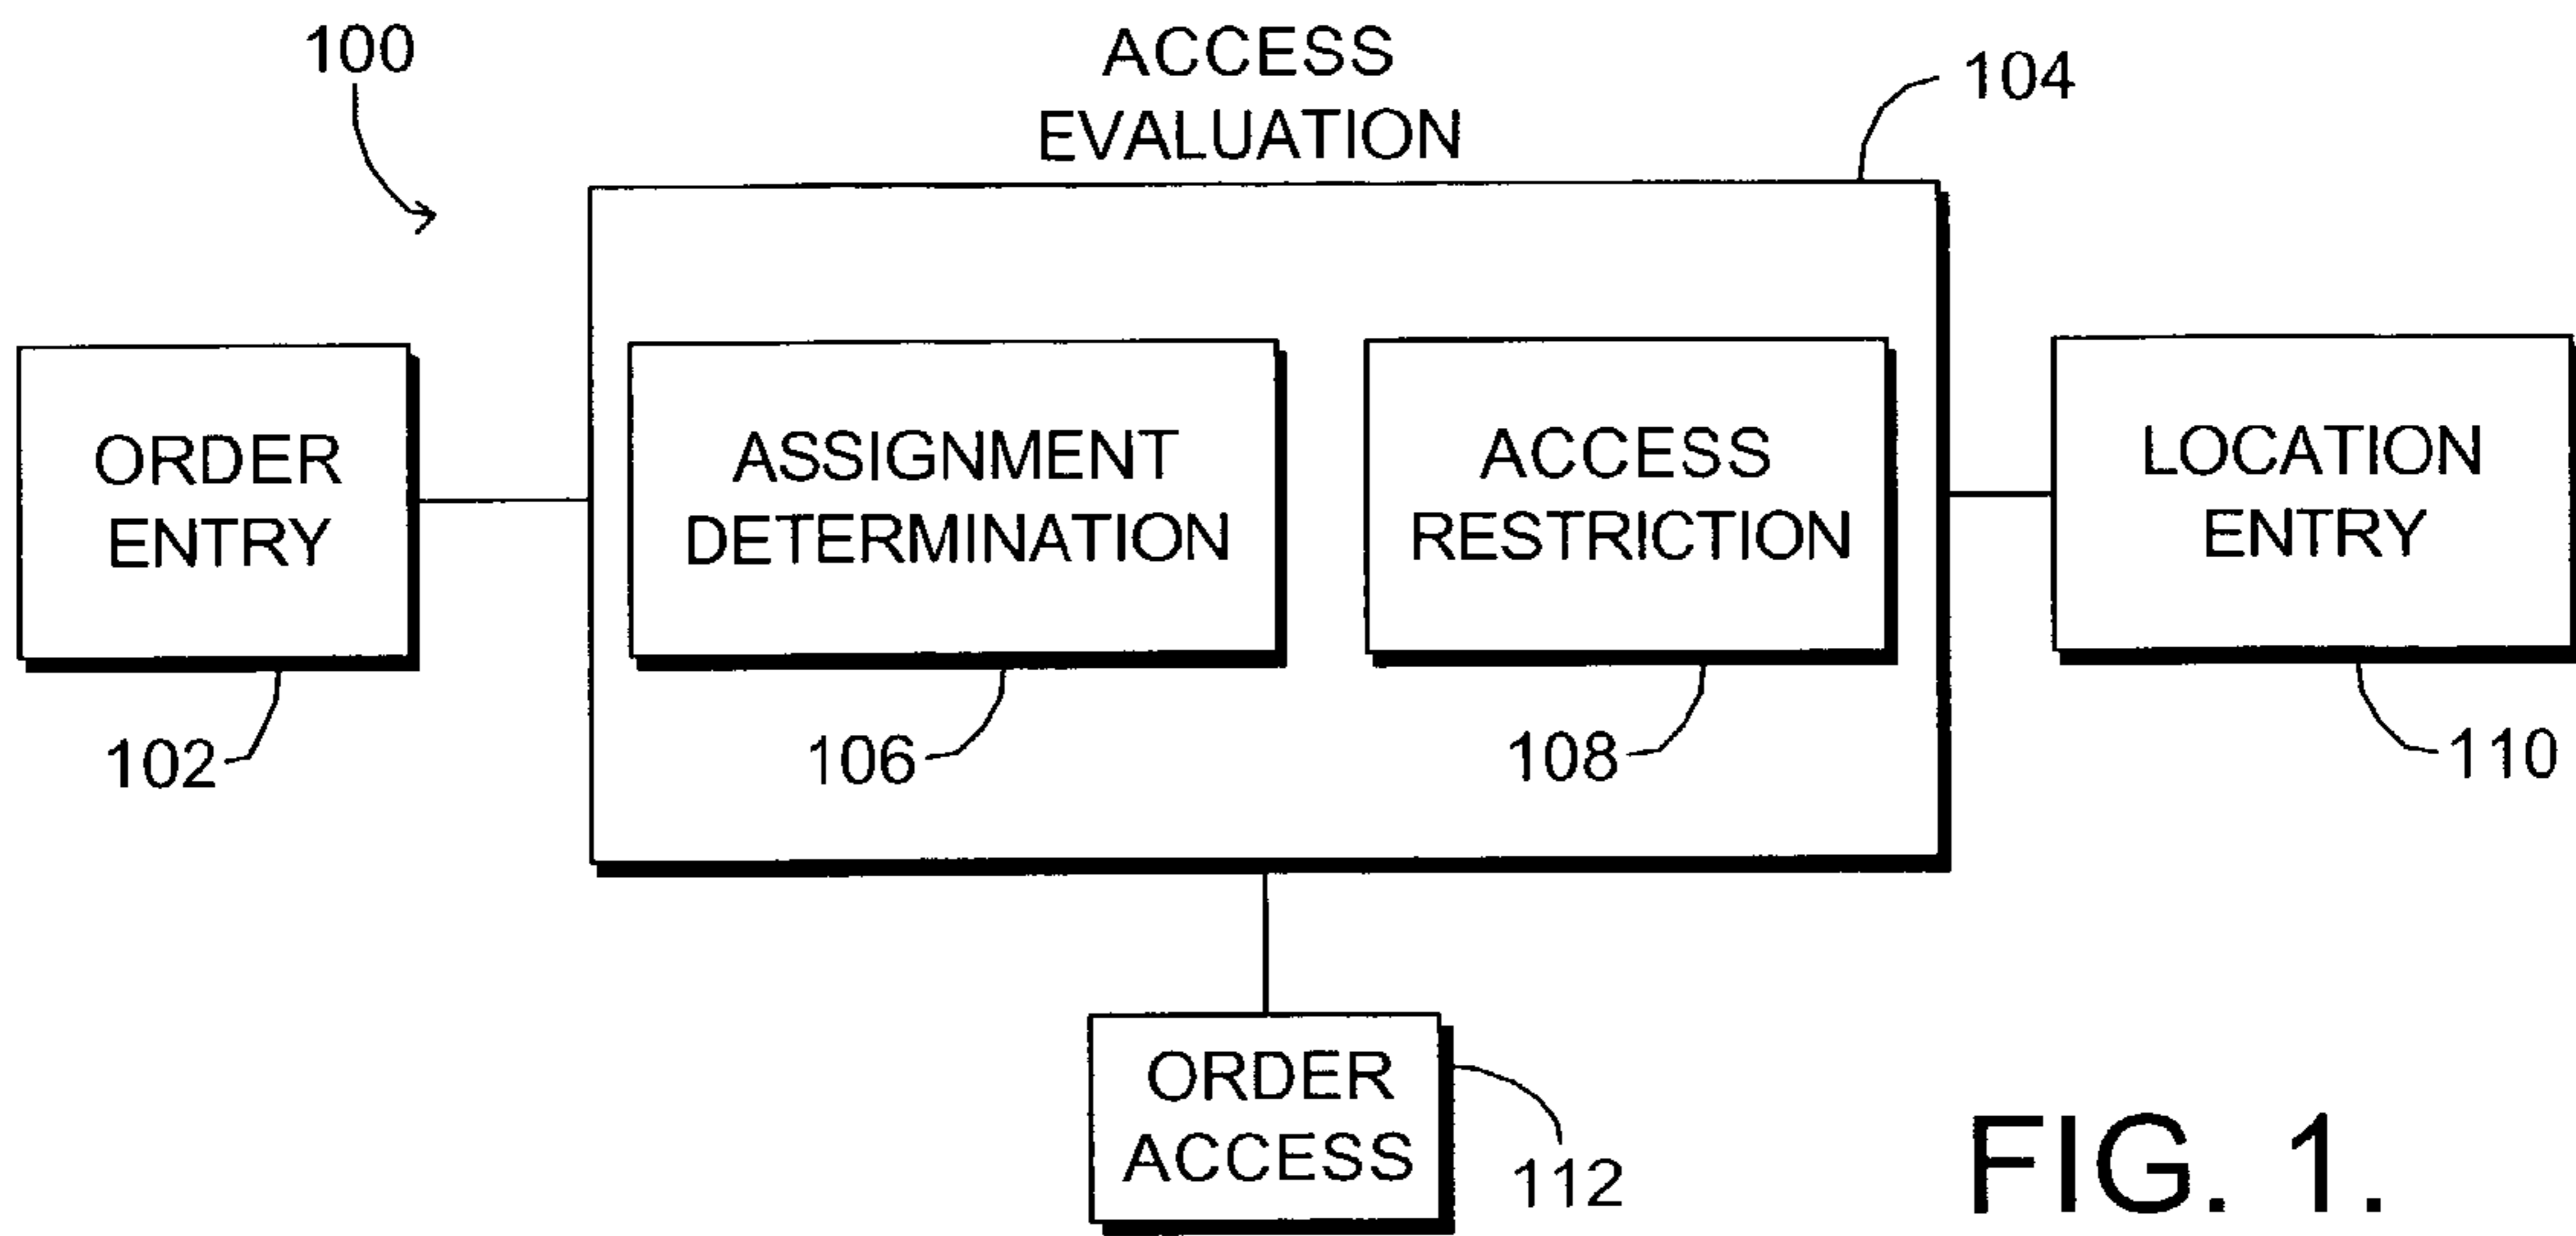 100
ACCESS
EVALUATION
104
ORDER
ENTRY
102
ASSIGNMENT
DETERMINATION
106
ACCESS
RESTRICTION
108
LOCATION
ENTRY
110
ORDER
ACCESS
112
FIG. 1.